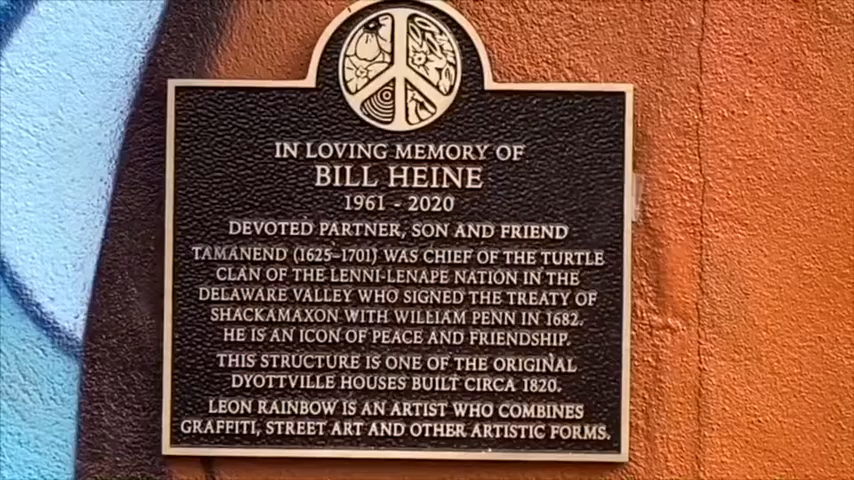 IN LOVING MEMORY OF
BILL HEINE
1961 - 2020
DEVOTED PARTNER, SON AND FRIEND
TAMANEND (1625-1701) WAS CHIEF OF THE TURTLE
CLAN OF THE LENNI-LENAPE NATION IN THE
DELAWARE VALLEY WHO SIGNED THE TREATY OF
SHACKAMAXON WITH WILLIAM PENN IN 1682.
HE IS AN ICON OF PEACE AND FRIENDSHIP.
THIS STRUCTURE IS ONE OF THE ORIGINAL
DYOTTVILLE HOUSES BUILT CIRCA 1820.
LEON RAINBOW IS AN ARTIST WHO COMBINES
GRAFFITI, STREET ART AND OTHER ARTISTIC FORMS.